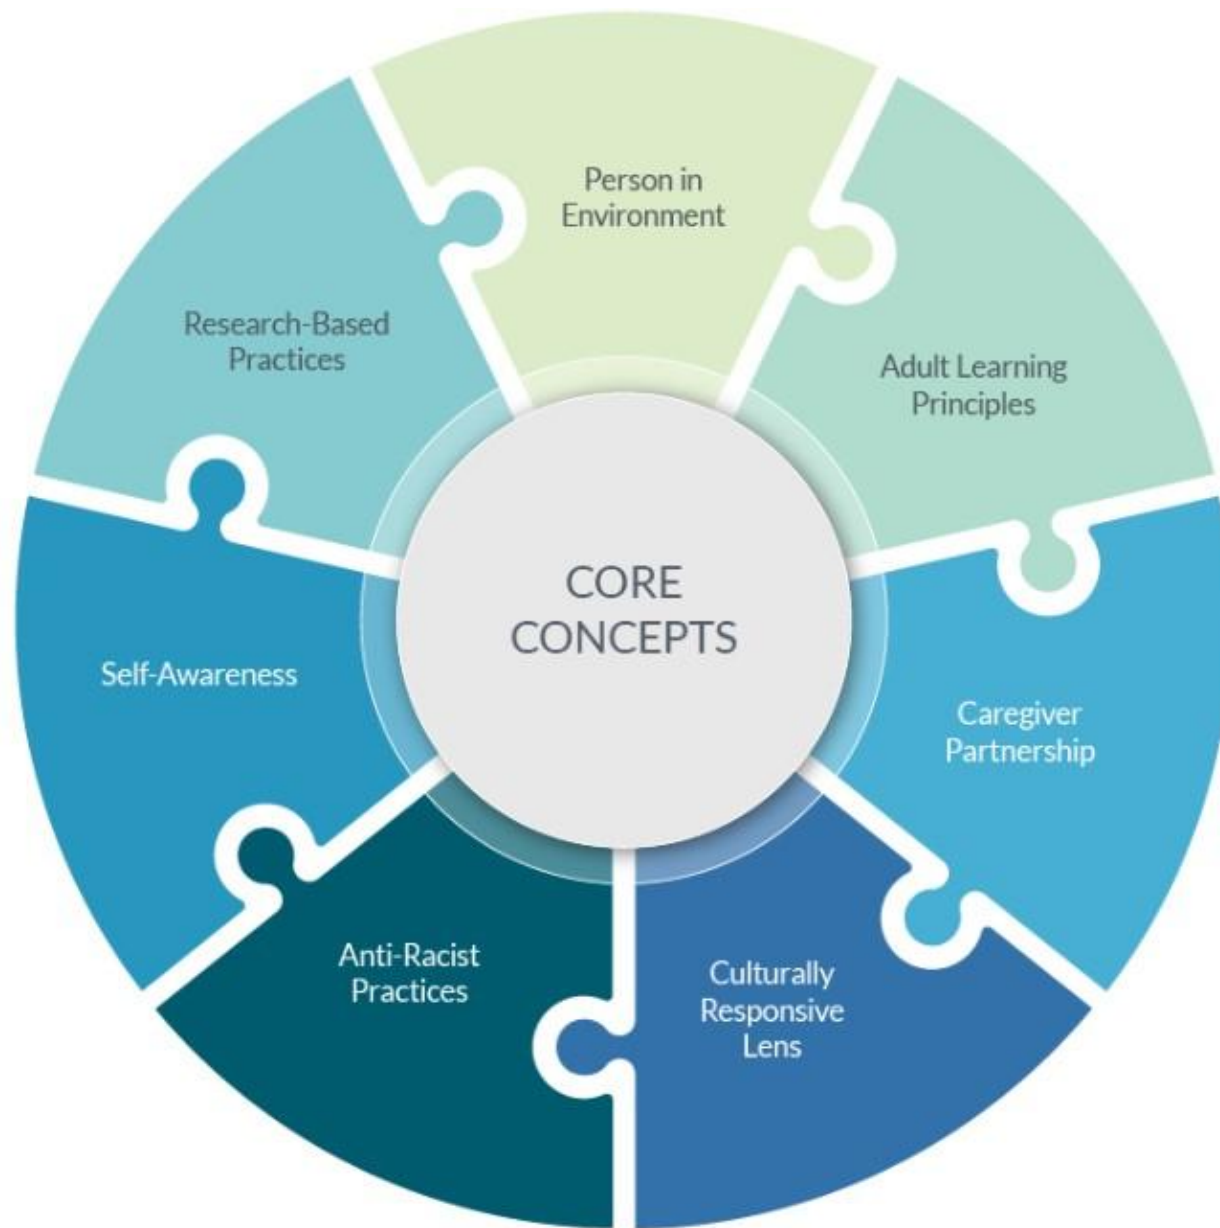 Person in
Environment
Adult Learning
Principles
Caregiver
Partnership
Culturally
Responsive
Lens
Anti-Racist
Practices
Self-Awareness
Research-Based
Practices
CORE
CONCEPTS